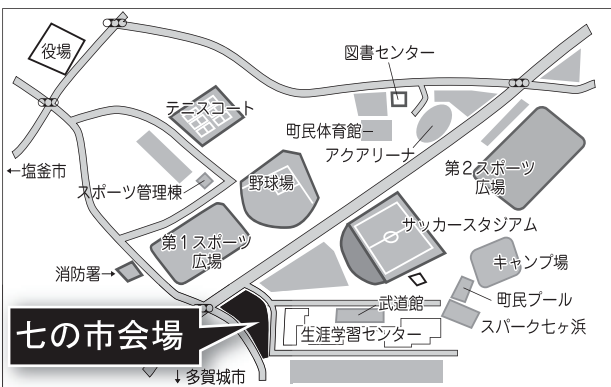 役場
図書センター
テニスコート
町民体育館
アクアリーナ
←塩釜市
スポーツ管理棟
野球場
第2スポーツ
広場
第1スポーツ
広場
サッカースタジアム
消防署→
キャンプ場
武道館
町民プール
七の市会場
生涯学習センター
スパーク七ヶ浜
↓多賀城市